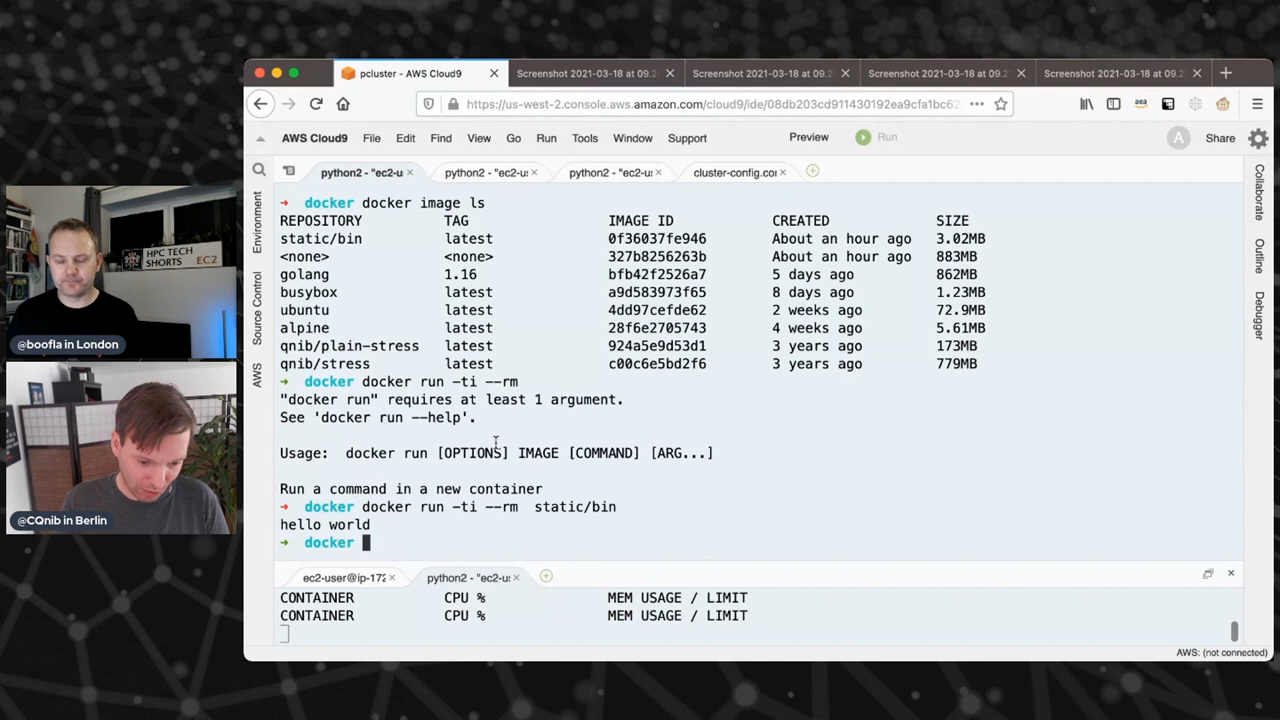 pcluster - AWS Cloud9
Screenshot 2021-03-18 at 09.2
Screenshot 2021-03-18 at 09.2
Screenshot 2021-03-18 at 09.2
Screenshot 2021-03-18 at 09.2
https://us-west-2.console.aws.amazon.com/cloud9/ide/08db203cd911430192ea9cfa1bc62
AWS Cloud9 File Edit Find View Go Run Tools Window Support Preview Run A Share
python2 - "ec2-u
python2 - "ec2-u
python2 - "ec2-u
cluster-config.con
Environment
Source Control
AWS
➜ docker docker image ls
REPOSITORY TAG IMAGE ID CREATED SIZE
static/bin latest 0f36037fe946 About an hour ago 3.02MB
<none> <none> 327b8256263b About an hour ago 883MB
golang 1.16 bfb42f2526a7 5 days ago 862MB
busybox latest a9d583973f65 8 days ago 1.23MB
ubuntu latest 4dd97cefde62 2 weeks ago 72.9MB
alpine latest 28f6e2705743 4 weeks ago 5.61MB
qnib/plain-stress latest 924a5e9d53d1 3 years ago 173MB
qnib/stress latest c00c6e5bd2f6 3 years ago 779MB
➜ docker docker run -ti --rm
"docker run" requires at least 1 argument.
See 'docker run --help'.
Usage: docker run [OPTIONS] IMAGE [COMMAND] [ARG...]
Run a command in a new container
➜ docker docker run -ti --rm static/bin
hello world
➜ docker
Collaborate
Outline
Debugger
ec2-user@ip-172
python2 - "ec2-u
CONTAINER CPU % MEM USAGE / LIMIT
CONTAINER CPU % MEM USAGE / LIMIT
AWS: (not connected)
HPC TECH
SHORTS EC2
@boofla in London
@CQnib in Berlin